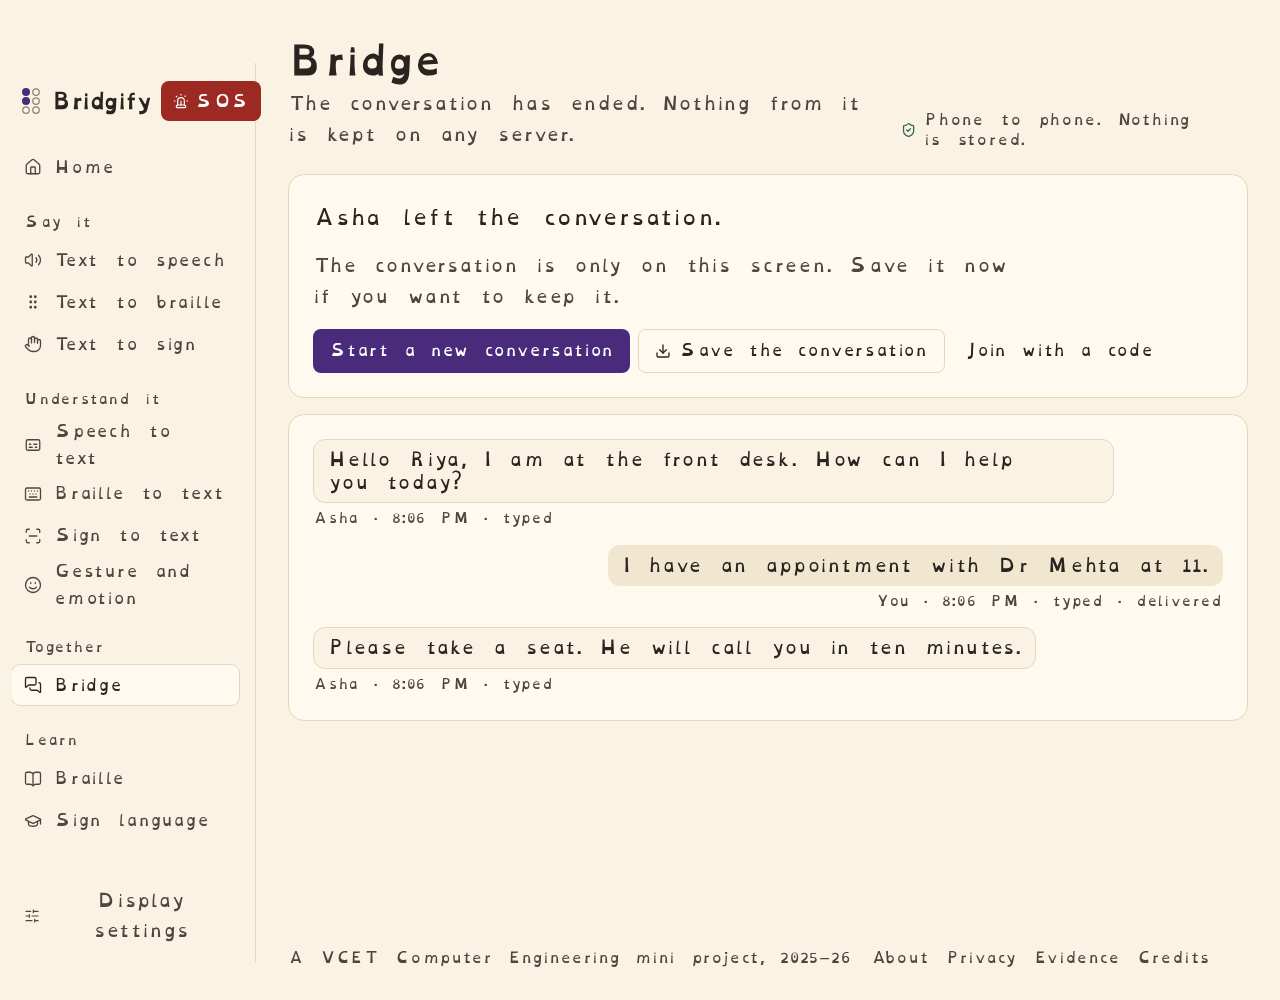 Bridgify
SOS
Home
Say it
Text to speech
Text to braille
Text to sign
Understand it
Speech to
text
Braille to text
Sign to text
Gesture and
emotion
Together
Bridge
Learn
Braille
Sign language
Display
settings
Bridge
The conversation has ended. Nothing from it
is kept on any server.
Phone to phone. Nothing
is stored.
Asha left the conversation.
The conversation is only on this screen. Save it now
if you want to keep it.
Start a new conversation
Save the conversation
Join with a code
Hello Riya, I am at the front desk. How can I help
you today?
Asha · 8:06 PM · typed
I have an appointment with Dr Mehta at 11.
You · 8:06 PM · typed · delivered
Please take a seat. He will call you in ten minutes.
Asha · 8:06 PM · typed
A VCET Computer Engineering mini project, 2025–26
About
Privacy
Evidence
Credits